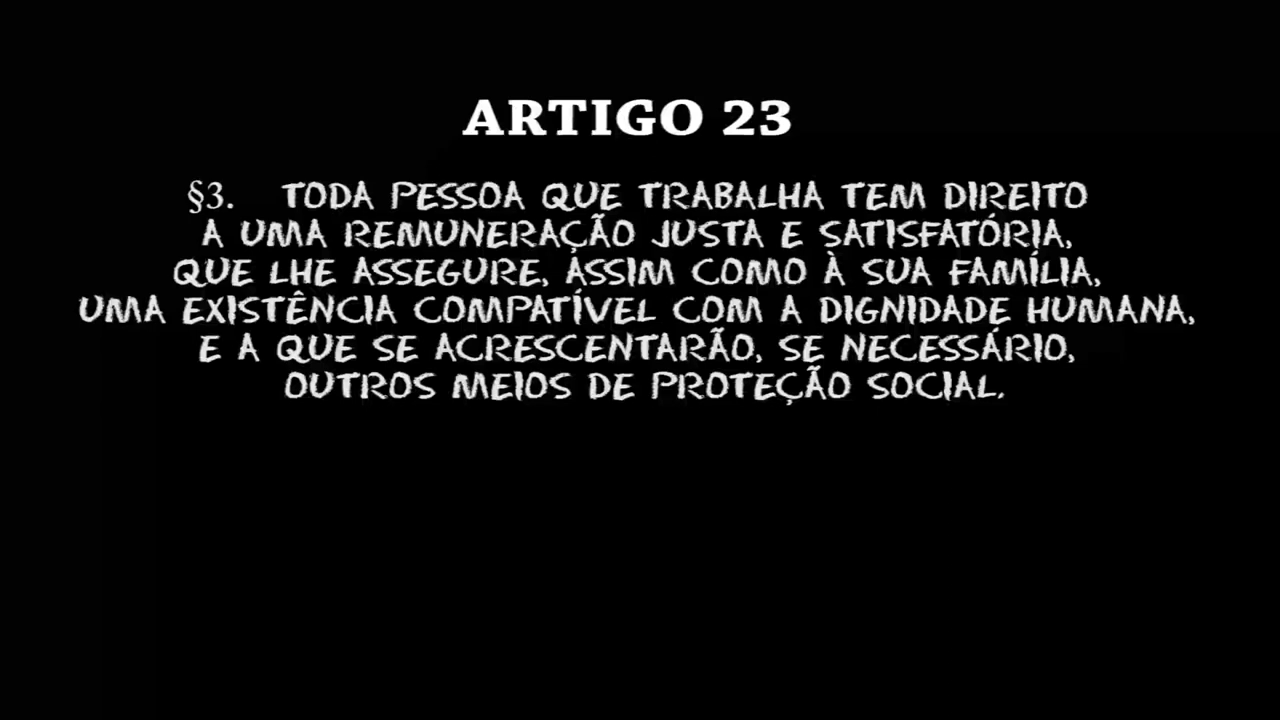 ARTIGO 23
§3. TODA PESSOA QUE TRABALHA TEM DIREITO
A UMA REMUNERAÇÃO JUSTA E SATISFATÓRIA,
QUE LHE ASSEGURE, ASSIM COMO À SUA FAMÍLIA,
UMA EXISTÊNCIA COMPATÍVEL COM A DIGNIDADE HUMANA,
E A QUE SE ACRESCENTARÃO, SE NECESSÁRIO,
OUTROS MEIOS DE PROTEÇÃO SOCIAL.